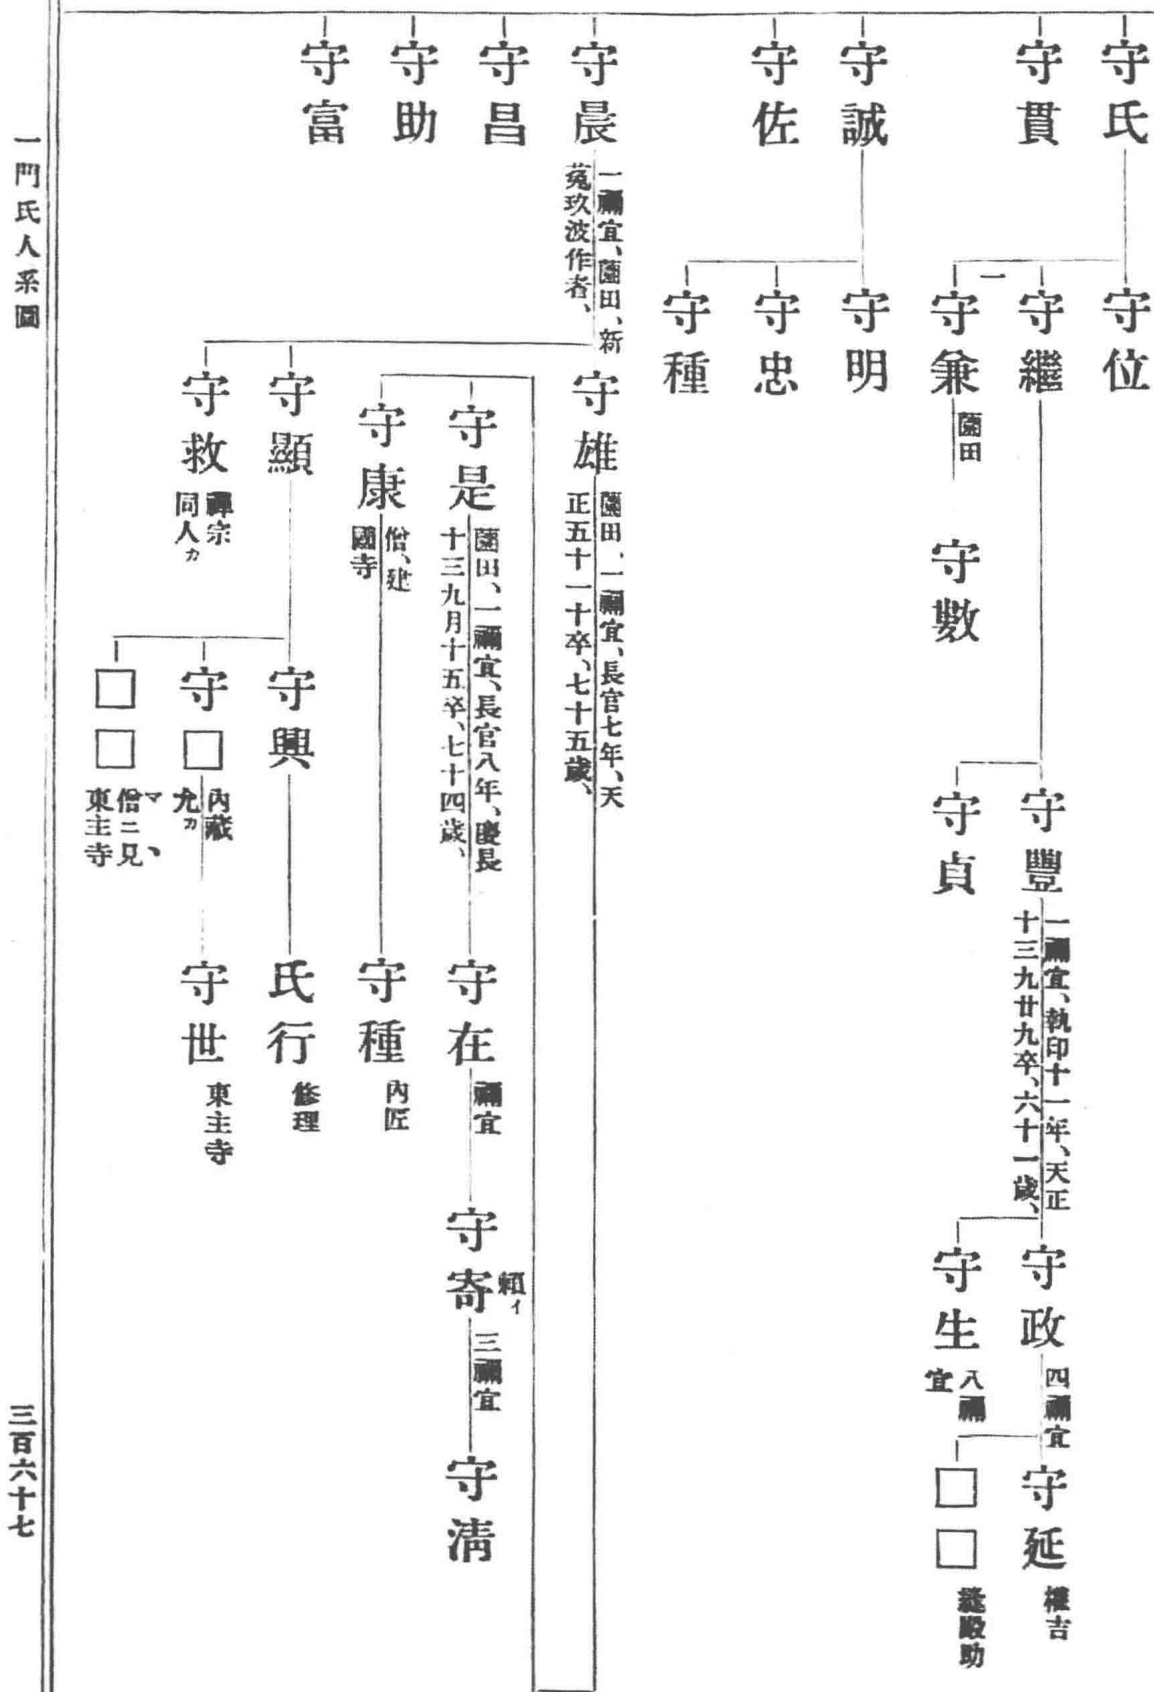 守氏
守位
守繼
守豐
一禰宜、執印十一年、天正
十三九廿九卒、六十一歲、
守政
四禰宜
守延
權吉
□□
縫殿助
守生
八禰
宜
守貞
一
守兼
薗田
守數
守貫
守誠
守明
守忠
守種
守佐
守晨
一禰宜、薗田、新
菟玖波作者、
守雄
薗田、一禰宜、長官七年、天
正五十一十卒、七十五歲、
守是
薗田、一禰宜、長官八年、慶長
十三九月十五卒、七十四歲、
守在
禰宜
守寄
賴イ
三禰宜
守淸
守康
僧、建
國寺
守種
內匠
守顯
守興
氏行
修理
守□
內藏
允カ
守世
東主寺
□□
僧ニ見
マヽ
東主寺
守救
禪宗
同人カ
守昌
守助
守富
一門氏人系圖
三百六十七